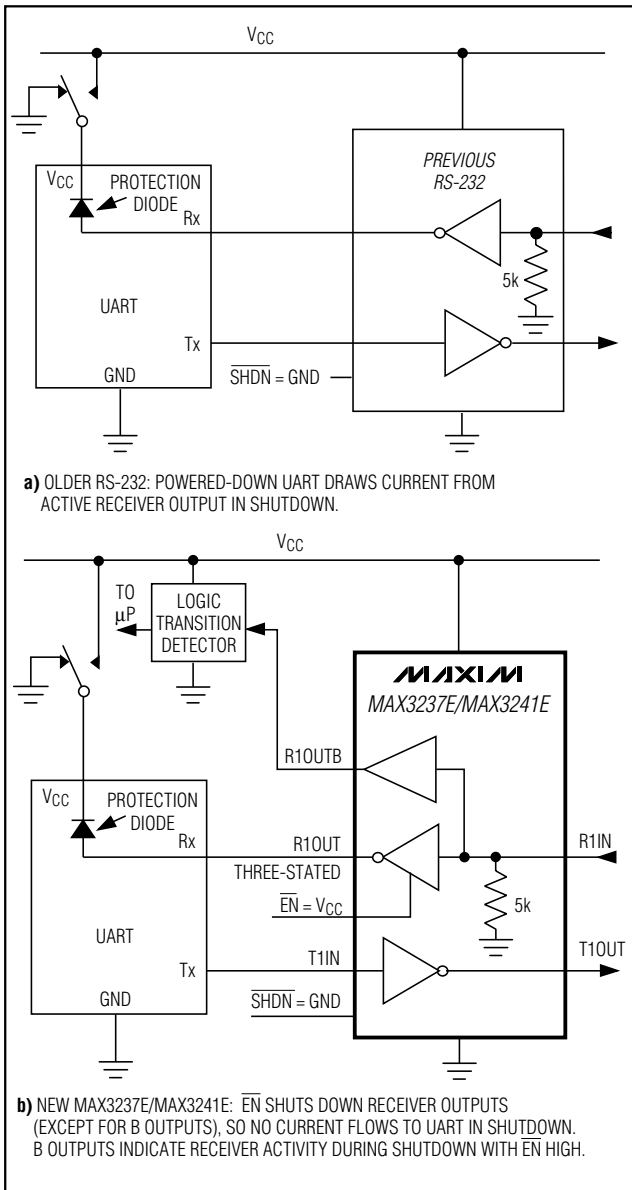 VCC
PREVIOUS
RS-232
VCC
PROTECTION
DIODE
Rx
5k
UART
Tx
GND
SHDN = GND
a) OLDER RS-232: POWERED-DOWN UART DRAWS CURRENT FROM
ACTIVE RECEIVER OUTPUT IN SHUTDOWN.
VCC
TO
µP
LOGIC
TRANSITION
DETECTOR
MAXIM
MAX3237E/MAX3241E
R1OUTB
VCC
PROTECTION
DIODE
Rx
R1OUT
R1IN
THREE-STATED
EN = VCC
5k
UART
Tx
T1IN
T1OUT
GND
SHDN = GND
b) NEW MAX3237E/MAX3241E: EN SHUTS DOWN RECEIVER OUTPUTS
(EXCEPT FOR B OUTPUTS), SO NO CURRENT FLOWS TO UART IN SHUTDOWN.
B OUTPUTS INDICATE RECEIVER ACTIVITY DURING SHUTDOWN WITH EN HIGH.